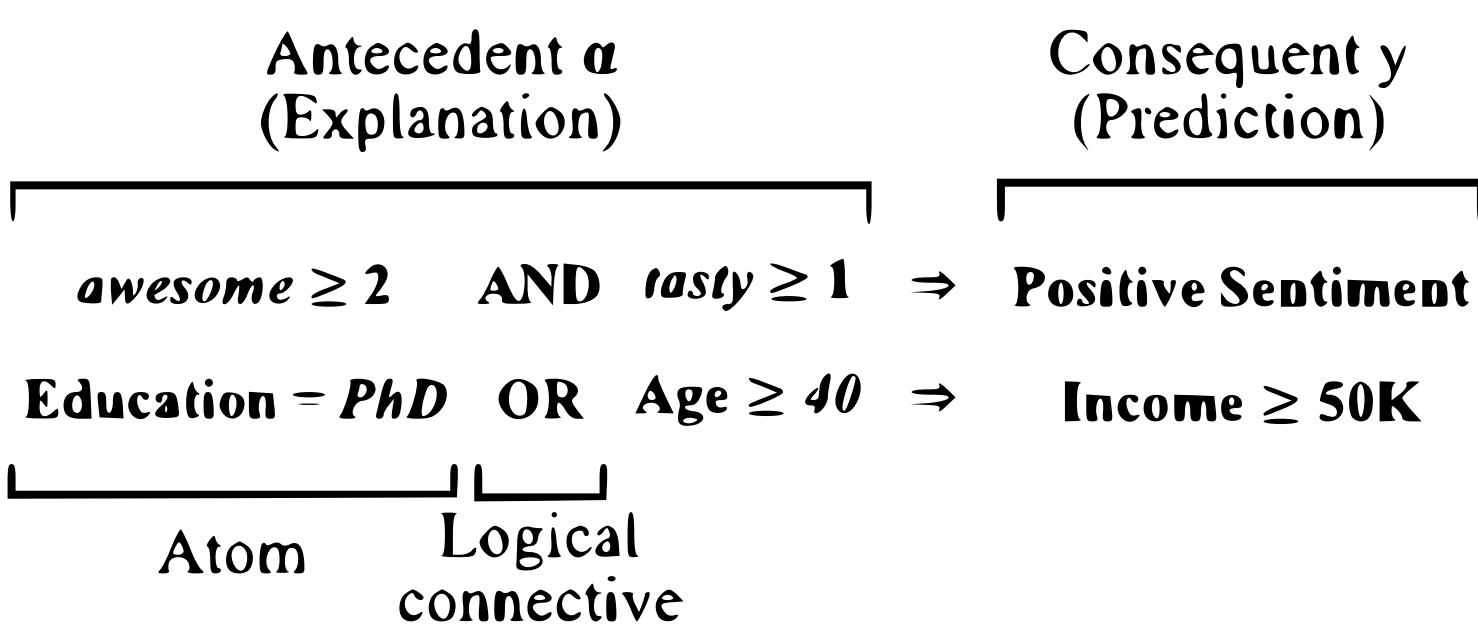 Antecedent α Consequent y
(Explanation) (Prediction)
awesome ≥ 2 AND tasty ≥ 1 ⇒ Positive Sentiment
Education = PhD OR Age ≥ 40 ⇒ Income ≥ 50K
Atom Logical
connective